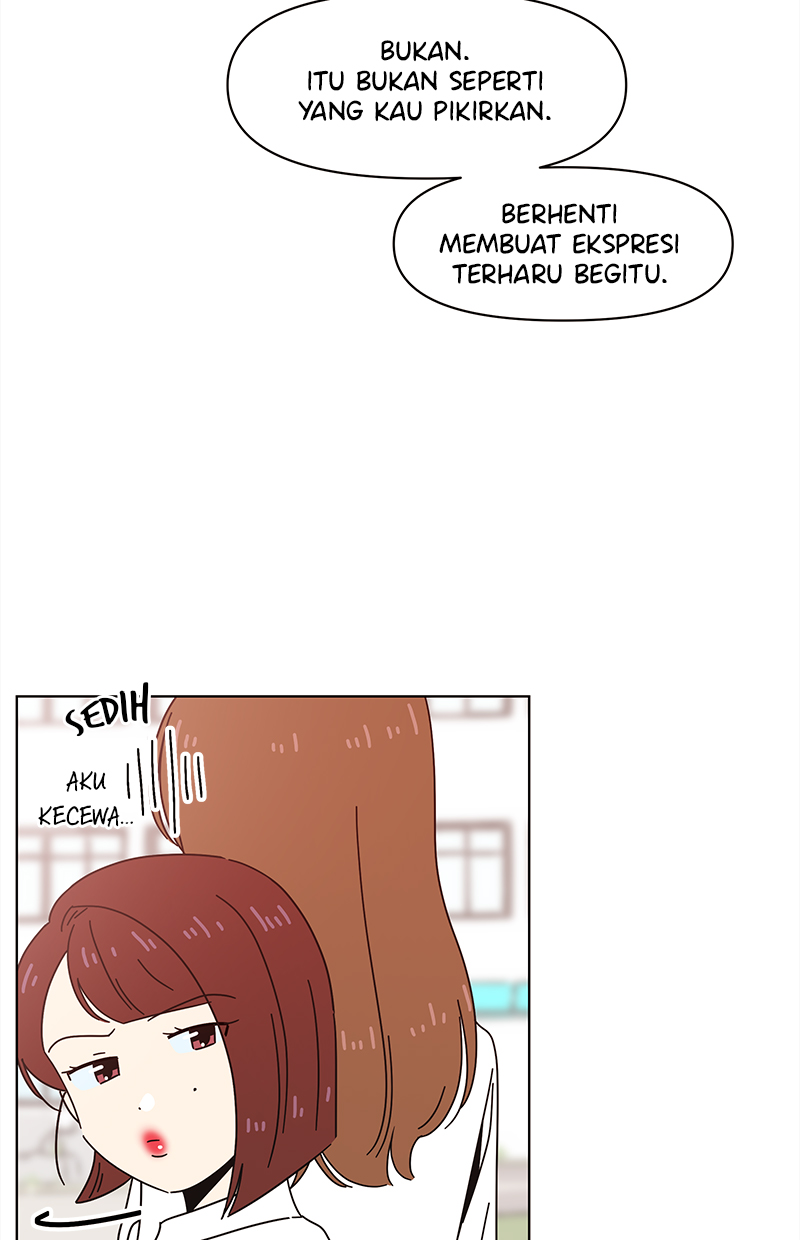 BUKAN.
ITU BUKAN SEPERTI
YANG KAU PIKIRKAN.
BERHENTI
MEMBUAT EKSPRESI
TERHARU BEGITU.
SEDIH
AKU
KECEWA...